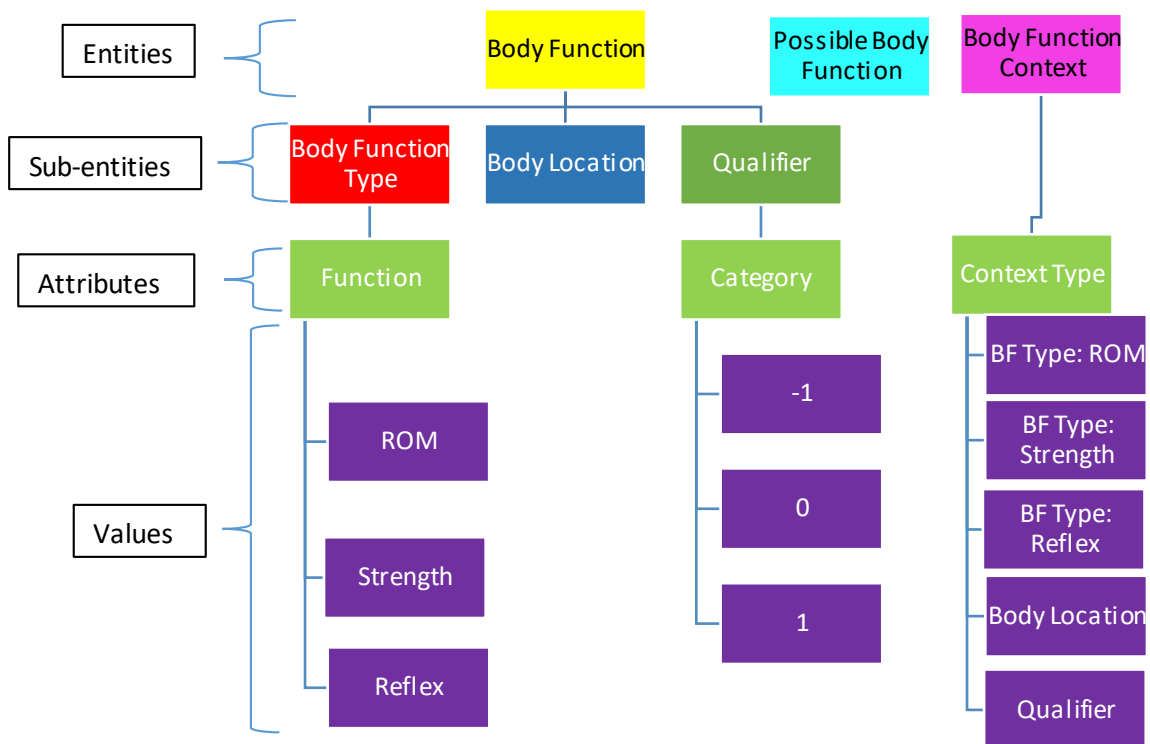 Entities
Body Function
Possible Body
Function
Body Function
Context
Sub-entities
Body Function
Type
Body Location
Qualifier
Attributes
Function
Category
Context Type
Values
ROM
Strength
Reflex
-1
0
1
BF Type: ROM
BF Type:
Strength
BF Type:
Reflex
Body Location
Qualifier